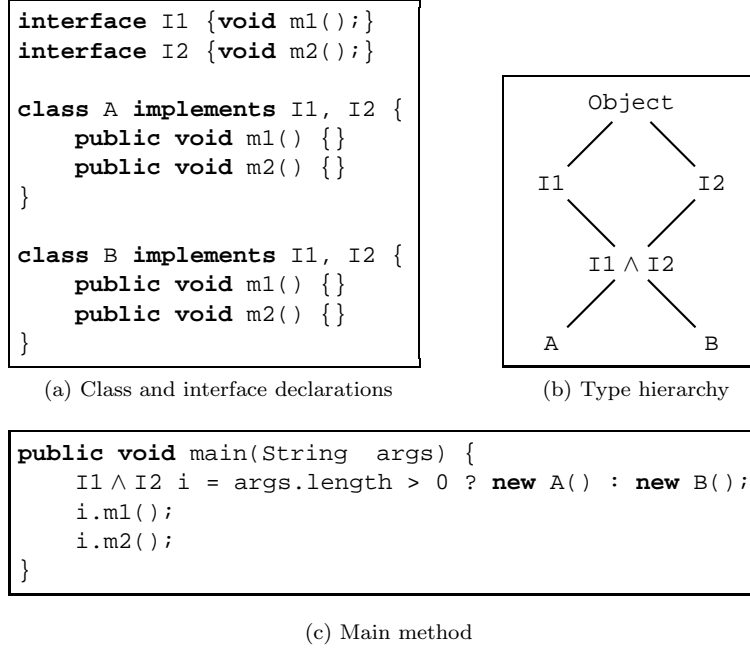 interface I1 {void m1();}
interface I2 {void m2();}
class A implements I1, I2 {
    public void m1() {}
    public void m2() {}
}
class B implements I1, I2 {
    public void m1() {}
    public void m2() {}
}
(a) Class and interface declarations
Object
I1 I2
I1 ∧ I2
A B
(b) Type hierarchy
public void main(String args) {
    I1 ∧ I2 i = args.length > 0 ? new A() : new B();
    i.m1();
    i.m2();
}
(c) Main method